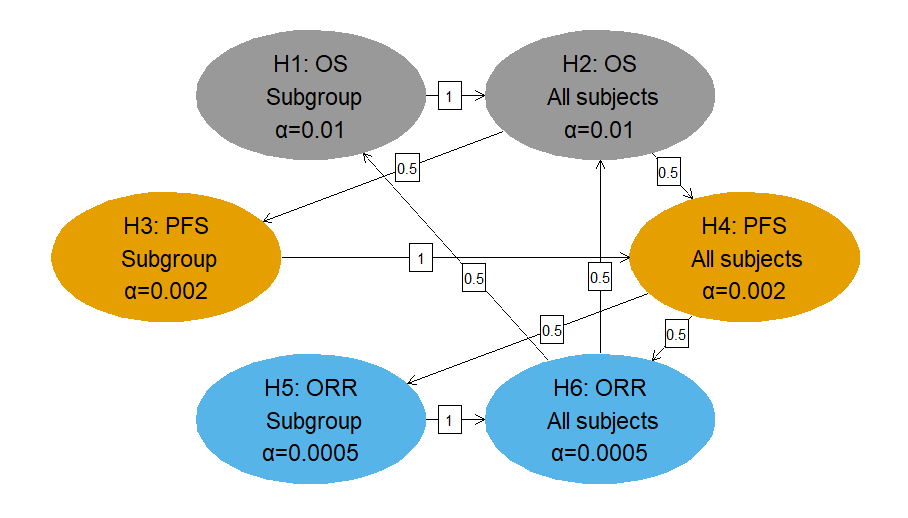 H1: OS
Subgroup
α=0.01
1
H2: OS
All subjects
α=0.01
0.5
0.5
H3: PFS
Subgroup
α=0.002
1
H4: PFS
All subjects
α=0.002
0.5
0.5
0.5
0.5
H5: ORR
Subgroup
α=0.0005
1
H6: ORR
All subjects
α=0.0005